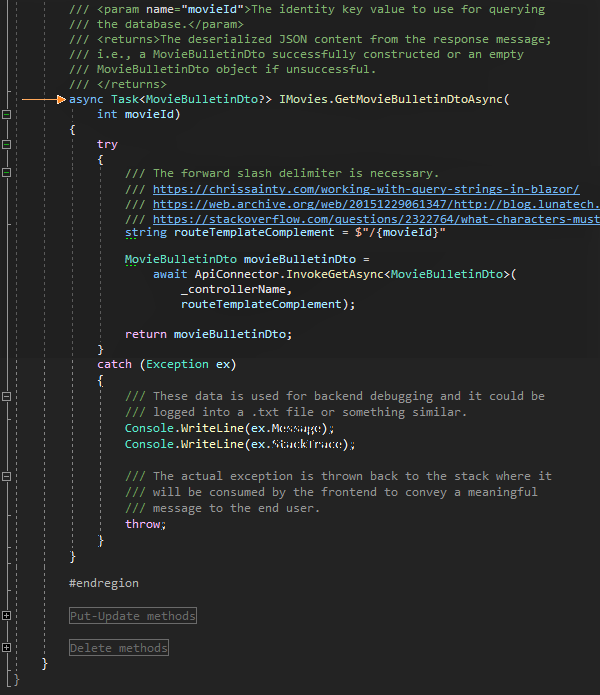 /// <param name="movieId">The identity key value to use for querying
/// the database.</param>
/// <returns>The deserialized JSON content from the response message;
/// i.e., a MovieBulletinDto successfully constructed or an empty
/// MovieBulletinDto object if unsuccessful.
/// </returns>
async Task<MovieBulletinDto?> IMovies.GetMovieBulletinDtoAsync(
int movieId)
{
try
{
/// The forward slash delimiter is necessary.
/// https://chrissainty.com/working-with-query-strings-in-blazor/
/// https://web.archive.org/web/20151229061347/http://blog.lunatech.
/// https://stackoverflow.com/questions/2322764/what-characters-must
string routeTemplateComplement = $"/{movieId}"
MovieBulletinDto movieBulletinDto =
await ApiConnector.InvokeGetAsync<MovieBulletinDto>(
_controllerName,
routeTemplateComplement);
return movieBulletinDto;
}
catch (Exception ex)
{
/// These data is used for backend debugging and it could be
/// logged into a .txt file or something similar.
Console.WriteLine(ex.Message);
Console.WriteLine(ex.StackTrace);
/// The actual exception is thrown back to the stack where it
/// will be consumed by the frontend to convey a meaningful
/// message to the end user.
throw;
}
}
#endregion
Put-Update methods
Delete methods
}
}